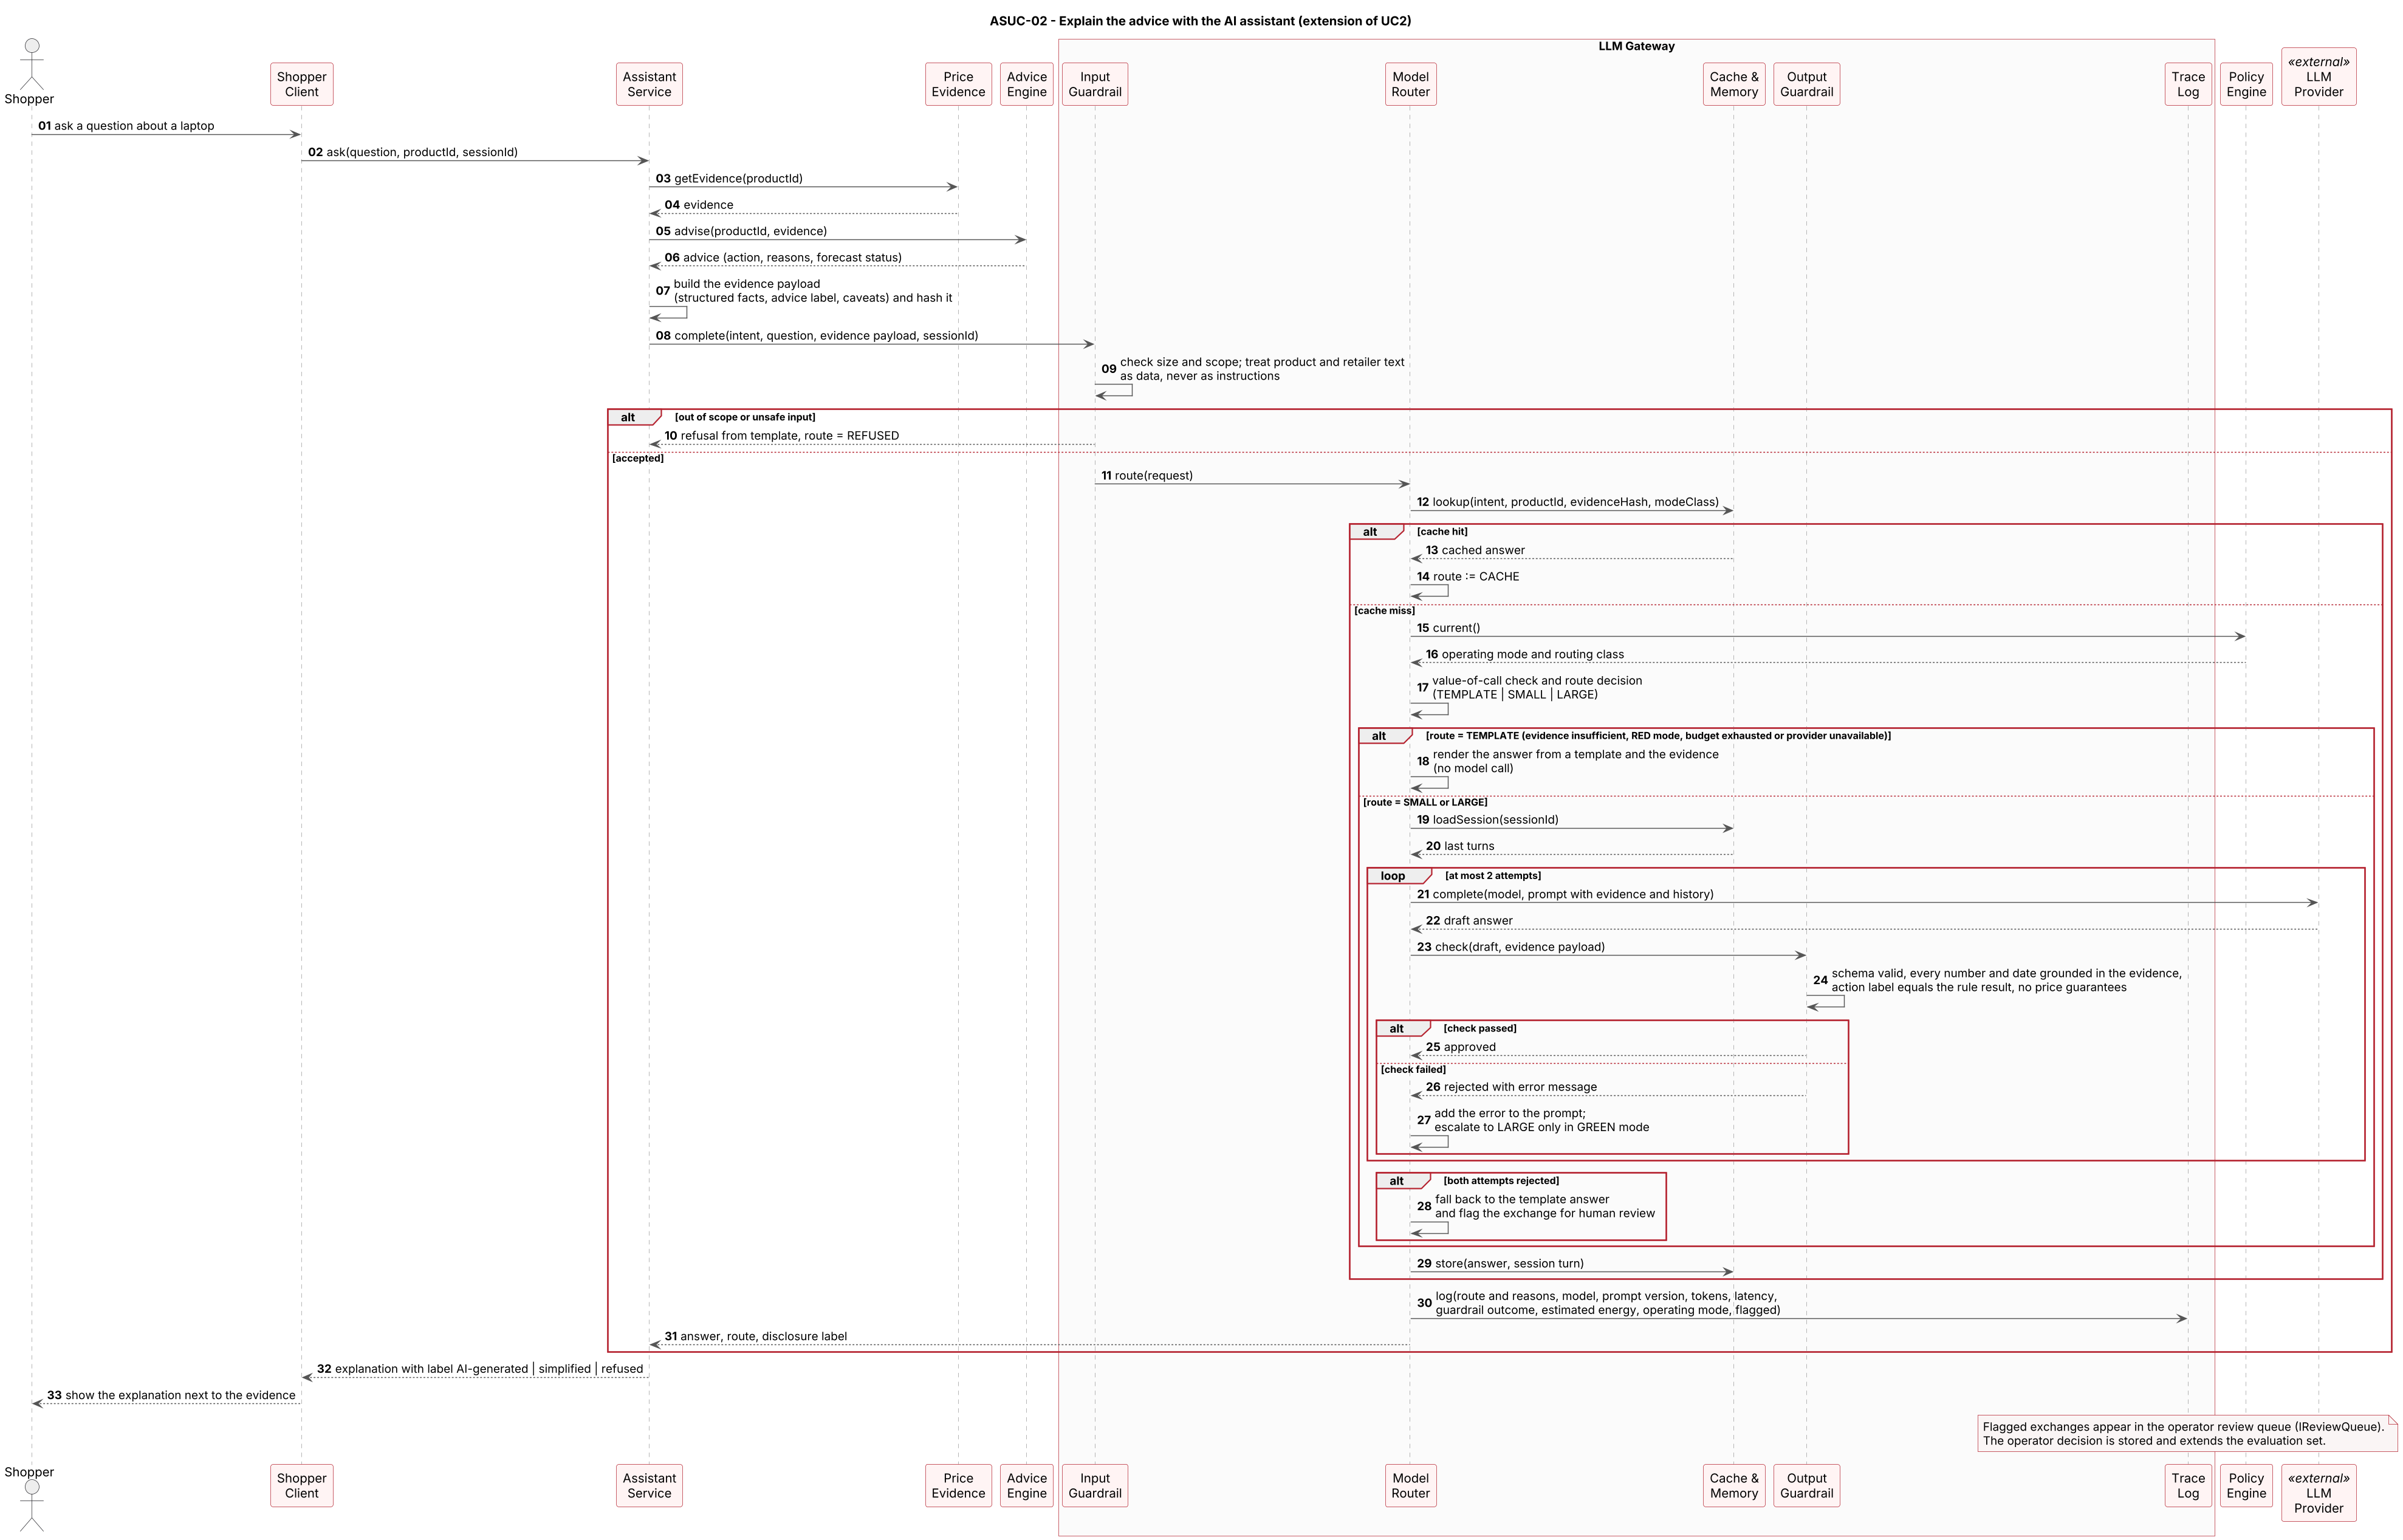 ASUC-02 - Explain the advice with the AI assistant (extension of UC2)
LLM Gateway
Shopper
Shopper
Client
Assistant
Service
Price
Evidence
Advice
Engine
Input
Guardrail
Model
Router
Cache &
Memory
Output
Guardrail
Trace
Log
Policy
Engine
«external»
LLM
Provider
01 ask a question about a laptop
02 ask(question, productId, sessionId)
03 getEvidence(productId)
04 evidence
05 advise(productId, evidence)
06 advice (action, reasons, forecast status)
07 build the evidence payload
(structured facts, advice label, caveats) and hash it
08 complete(intent, question, evidence payload, sessionId)
09 check size and scope; treat product and retailer text
as data, never as instructions
alt [out of scope or unsafe input]
10 refusal from template, route = REFUSED
[accepted]
11 route(request)
12 lookup(intent, productId, evidenceHash, modeClass)
alt [cache hit]
13 cached answer
14 route := CACHE
[cache miss]
15 current()
16 operating mode and routing class
17 value-of-call check and route decision
(TEMPLATE | SMALL | LARGE)
alt [route = TEMPLATE (evidence insufficient, RED mode, budget exhausted or provider unavailable)]
18 render the answer from a template and the evidence
(no model call)
[route = SMALL or LARGE]
19 loadSession(sessionId)
20 last turns
loop [at most 2 attempts]
21 complete(model, prompt with evidence and history)
22 draft answer
23 check(draft, evidence payload)
24 schema valid, every number and date grounded in the evidence,
action label equals the rule result, no price guarantees
alt [check passed]
25 approved
[check failed]
26 rejected with error message
27 add the error to the prompt;
escalate to LARGE only in GREEN mode
alt [both attempts rejected]
28 fall back to the template answer
and flag the exchange for human review
29 store(answer, session turn)
30 log(route and reasons, model, prompt version, tokens, latency,
guardrail outcome, estimated energy, operating mode, flagged)
31 answer, route, disclosure label
32 explanation with label AI-generated | simplified | refused
33 show the explanation next to the evidence
Flagged exchanges appear in the operator review queue (IReviewQueue).
The operator decision is stored and extends the evaluation set.
Shopper
Shopper
Client
Assistant
Service
Price
Evidence
Advice
Engine
Input
Guardrail
Model
Router
Cache &
Memory
Output
Guardrail
Trace
Log
Policy
Engine
«external»
LLM
Provider